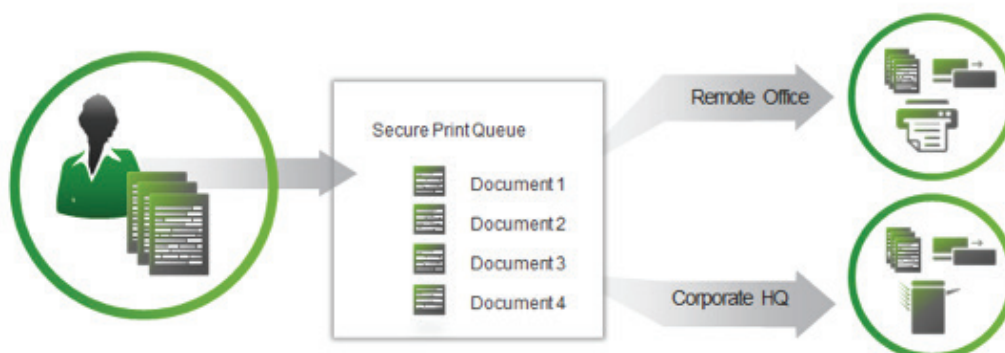 Secure Print Queue
Document 1
Document 2
Document 3
Document 4
Remote Office
Corporate HQ